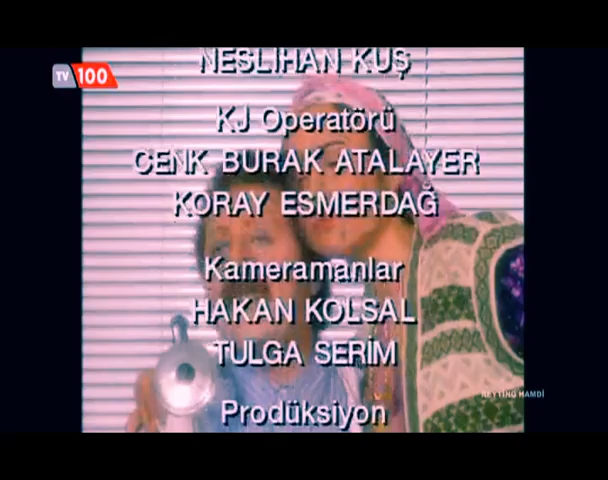 TV 100
NESLİHAN KUŞ
KJ Operatörü
CENK BURAK ATALAYER
KORAY ESMERDAĞ
Kameramanlar
HAKAN KOLSAL
TULGA SERİM
REYTİNG HAMDİ
Prodüksiyon